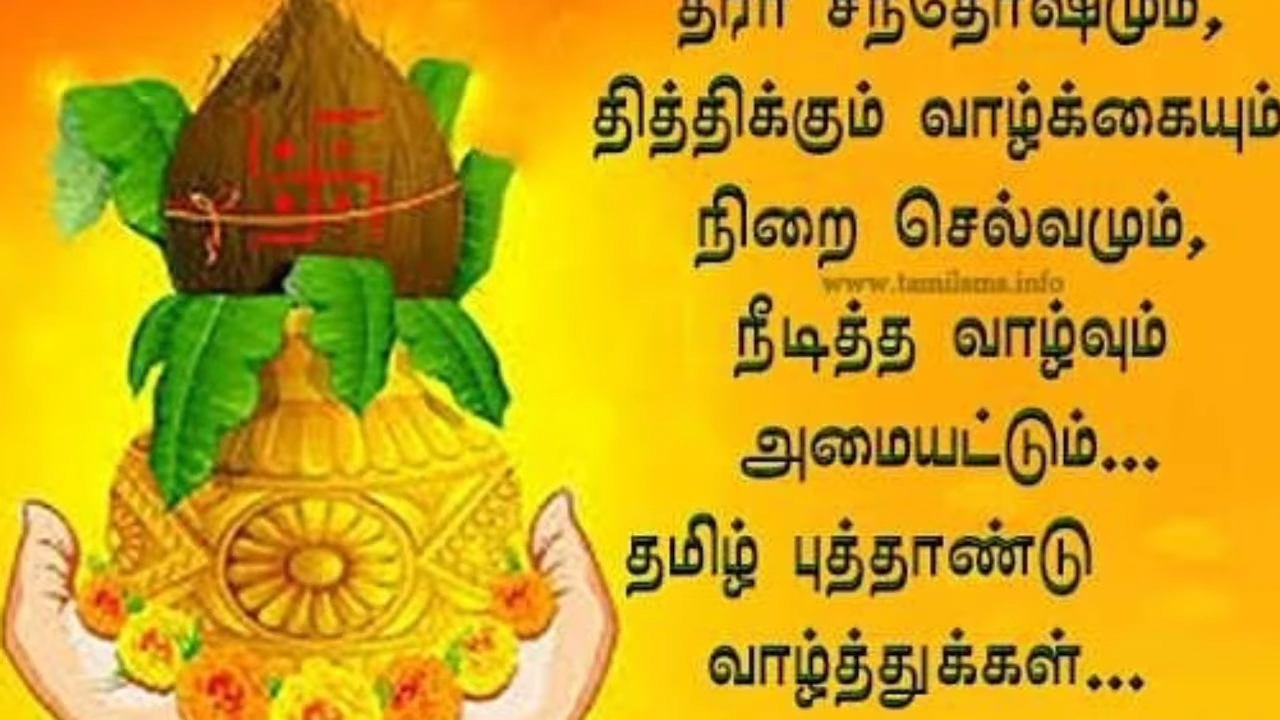 தீரா சந்தோஷமும்,
தித்திக்கும் வாழ்க்கையும்
நிறை செல்வமும்,
www.tamilsms.info
நீடித்த வாழ்வும்
அமையட்டும்...
தமிழ் புத்தாண்டு
வாழ்த்துக்கள்...